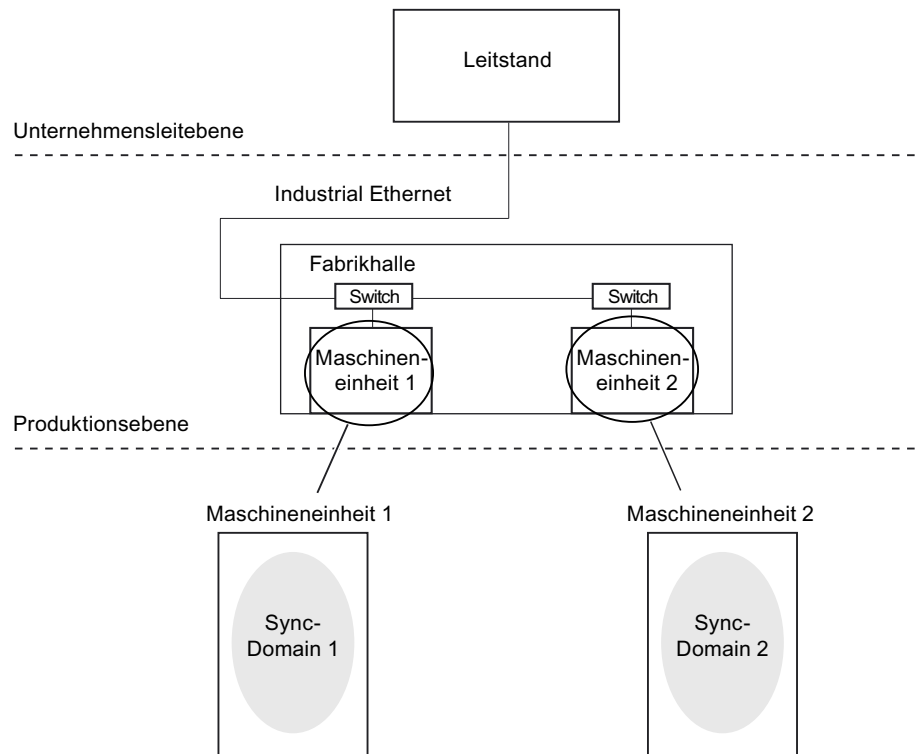 Leitstand
Unternehmensleitebene
Industrial Ethernet
Fabrikhalle
Switch
Switch
Maschinen-
einheit 1
Maschinen-
einheit 2
Produktionsebene
Maschineneinheit 1
Maschineneinheit 2
Sync-
Domain 1
Sync-
Domain 2